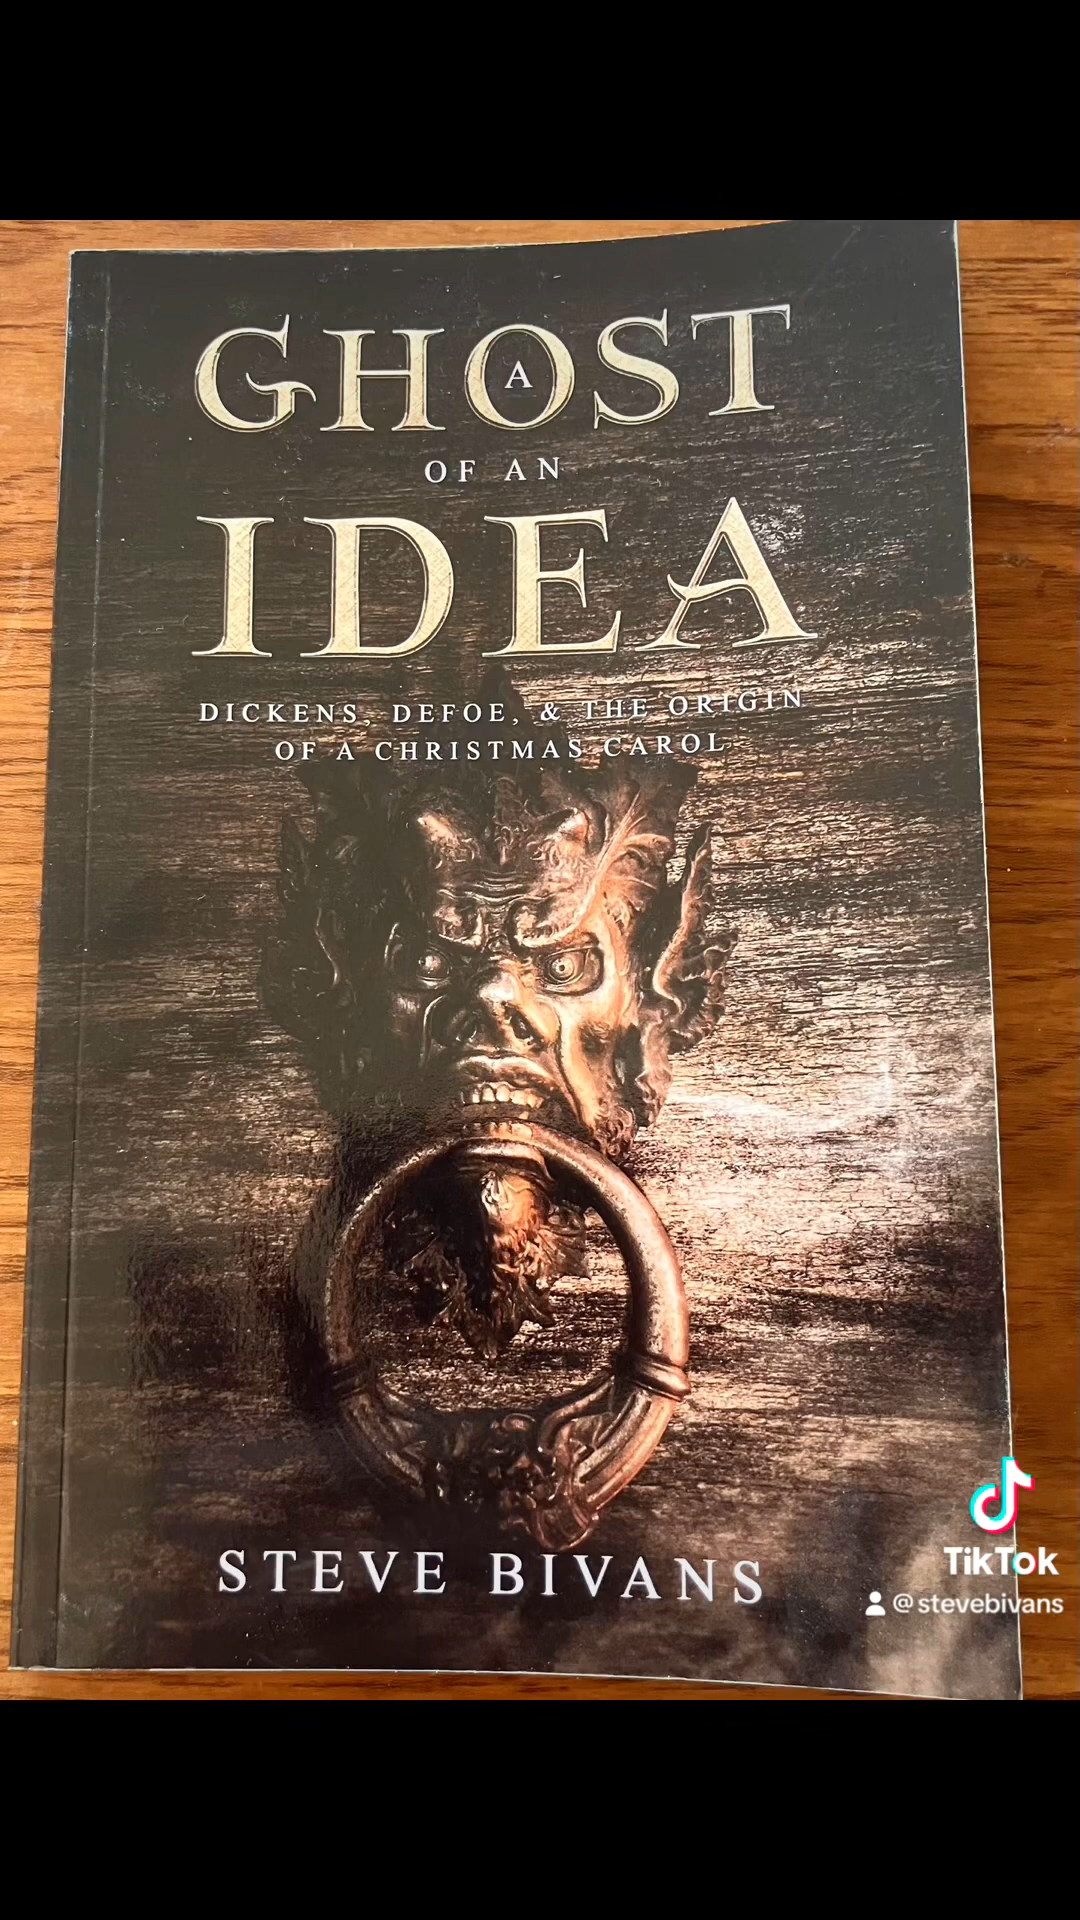 A
GHOST
OF AN
IDEA
DICKENS, DEFOE, & THE ORIGIN
OF A CHRISTMAS CAROL
STEVE BIVANS
TikTok
@stevebivans